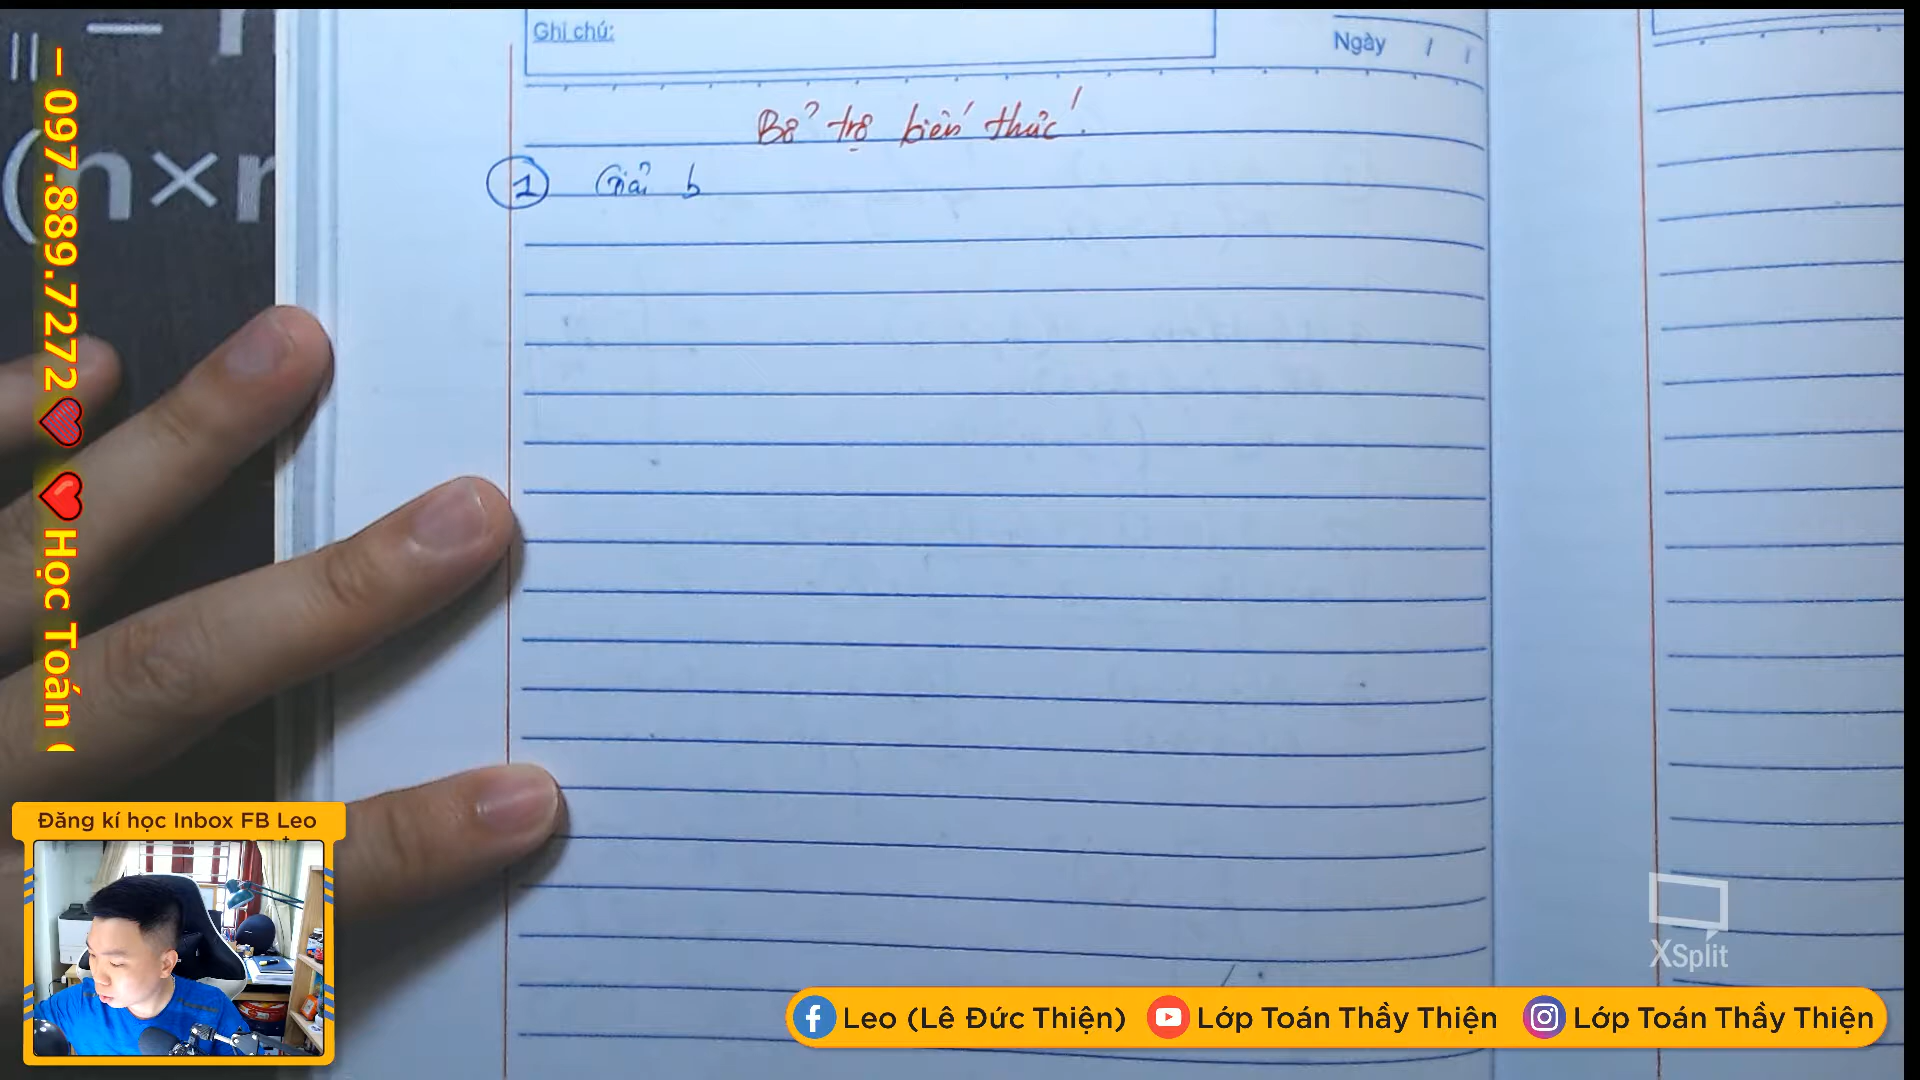 Ghi chú:
Ngày / /
Bổ trợ kiến thức!
1 Giải b
– 097.889.7272❤ ❤Học Toán
(n×n
Đăng kí học Inbox FB Leo
XSplit
Leo (Lê Đức Thiện) Lớp Toán Thầy Thiện Lớp Toán Thầy Thiện